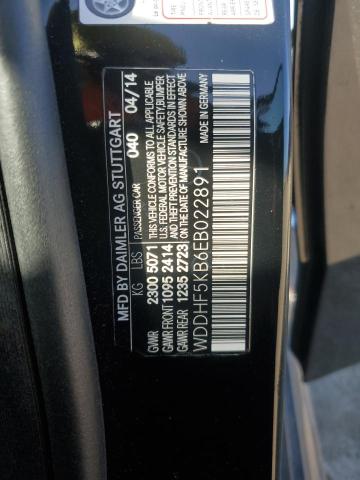 MFD BY DAIMLER AG STUTTGART
KG LBS PASSENGER CAR 040 04/14
GVWR 2300 5071 THIS VEHICLE CONFORMS TO ALL APPLICABLE
GAWR FRONT 1095 2414 U.S. FEDERAL MOTOR VEHICLE SAFETY, BUMPER
GAWR REAR 1235 2723 AND THEFT PREVENTION STANDARDS IN EFFECT
ON THE DATE OF MANUFACTURE SHOWN ABOVE
WDDHF5KB6EB022891 MADE IN GERMANY